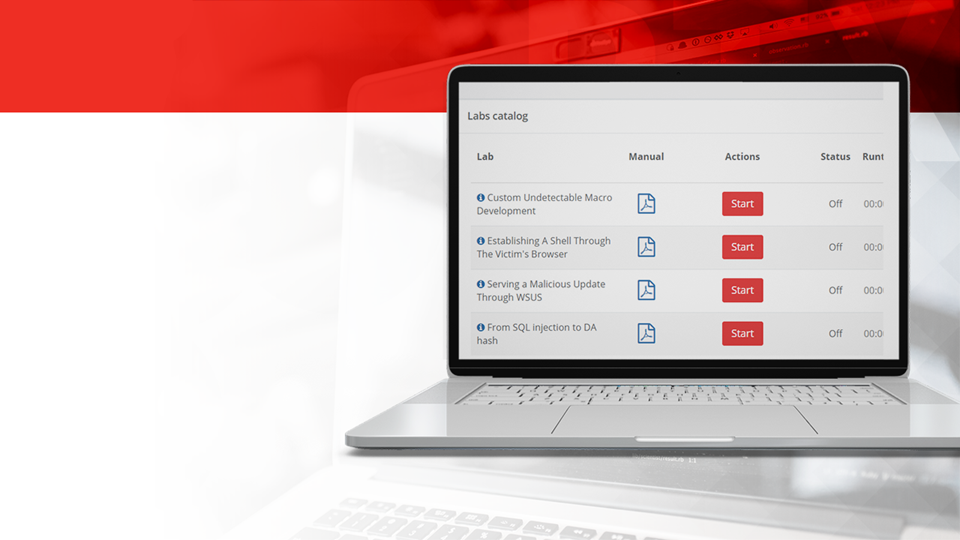 Labs catalog
Lab Manual Actions Status Runt
Custom Undetectable Macro
Development
Start Off 00:0
Establishing A Shell Through
The Victim's Browser
Start Off 00:0
Serving a Malicious Update
Through WSUS
Start Off 00:0
From SQL injection to DA
hash
Start Off 00:0